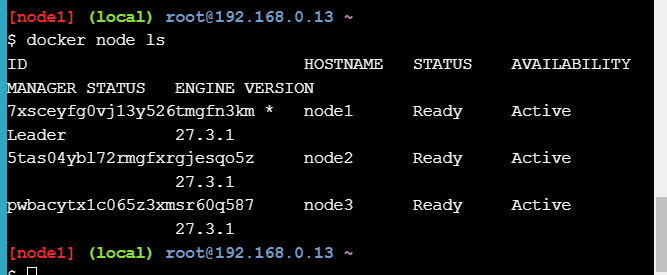 [node1] (local) root@192.168.0.13 ~
$ docker node ls
ID                            HOSTNAME   STATUS    AVAILABILITY
MANAGER STATUS   ENGINE VERSION
7xsceyfg0vj13y526tmgfn3km *   node1      Ready     Active
Leader           27.3.1
5tas04ybl72rmgfxrgjesqo5z     node2      Ready     Active
                 27.3.1
pwbacytx1c065z3xmsr60q587     node3      Ready     Active
                 27.3.1
[node1] (local) root@192.168.0.13 ~
$